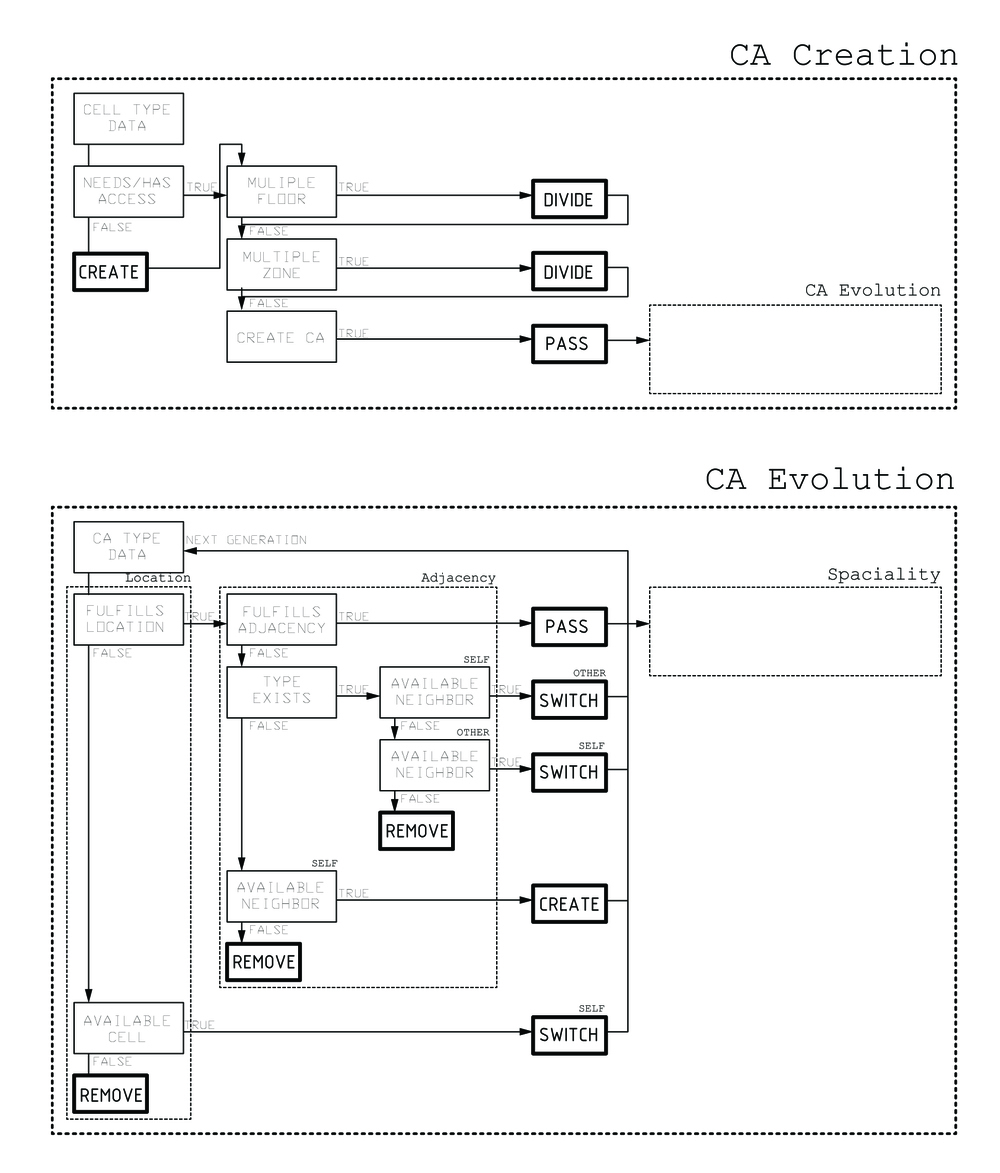 CA Creation
CELL TYPE
DATA
NEEDS/HAS
ACCESS
TRUE
MULIPLE
FLOOR
TRUE
DIVIDE
FALSE
FALSE
CREATE
MULTIPLE
ZONE
TRUE
DIVIDE
FALSE
CA Evolution
CREATE CA
TRUE
PASS
CA Evolution
CA TYPE
DATA
NEXT GENERATION
Location
Adjacency
Spaciality
FULFILLS
LOCATION
TRUE
FULFILLS
ADJACENCY
TRUE
PASS
FALSE
FALSE
SELF
OTHER
TYPE
EXISTS
TRUE
AVAILABLE
NEIGHBOR
TRUE
SWITCH
FALSE
FALSE
OTHER
SELF
AVAILABLE
NEIGHBOR
TRUE
SWITCH
FALSE
REMOVE
SELF
AVAILABLE
NEIGHBOR
TRUE
CREATE
FALSE
REMOVE
SELF
AVAILABLE
CELL
TRUE
SWITCH
FALSE
REMOVE